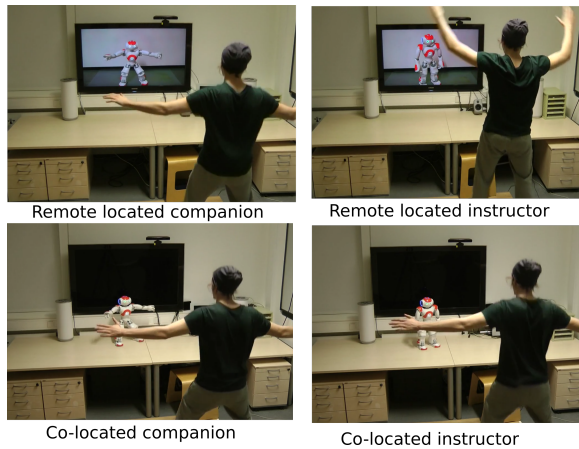 Remote located companion
Remote located instructor
Co-located companion
Co-located instructor